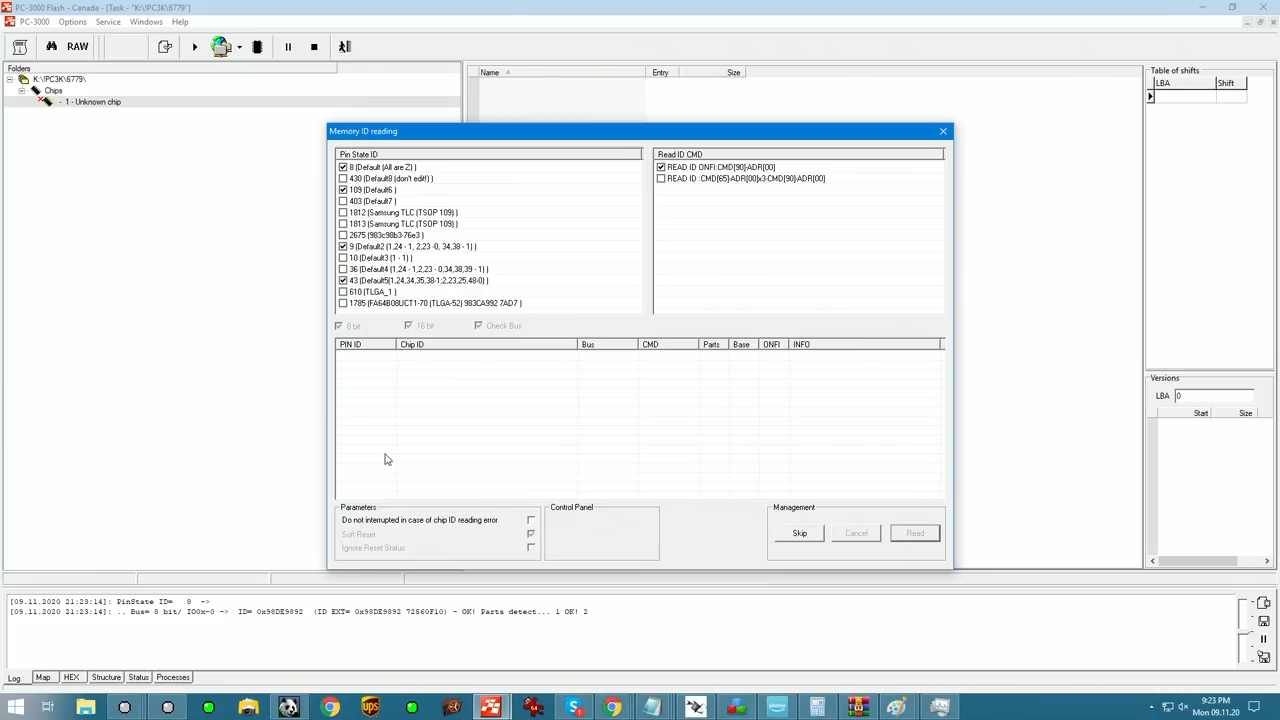 PC-3000 Flash - Canada - [Task - "K:\!PC3K\6779"]
PC-3000 Options Service Windows Help
RAW
Folders
K:\!PC3K\6779\
Chips
- 1 - Unknown chip
Name Entry Size
Table of shifts
LBA Shift
Memory ID reading
Pin State ID
8 (Default (All are Z) )
430 (Default8 (don't edit!) )
109 (Default6 )
403 (Default7 )
1812 (Samsung TLC (TSOP 109) )
1813 (Samsung TLC (TSOP 109) )
2675 (983c98b3-76e3 )
9 (Default2 (1,24 - 1, 2,23 -0, 34,38 - 1) )
10 (Default3 (1 - 1) )
36 (Default4 (1,24 - 1,2,23 - 0,34,38,39 - 1) )
43 (Default5(1,24,34,35,38-1;2,23,25,48-0) )
610 (TLGA_1 )
1785 (FA64B08UCT1-70 (TLGA-52) 983CA992 7AD7 )
Read ID CMD
READ ID ONFI:CMD[90]-ADR[00]
READ ID :CMD[65]-ADR[00]x3-CMD[90]-ADR[00]
8 bit 16 bit Check Bus
PIN ID Chip ID Bus CMD Parts Base ONFI INFO
Versions
LBA 0
Start Size
Parameters
Do not interrupted in case of chip ID reading error
Soft Reset
Ignore Reset Status
Control Panel
Management
Skip Cancel Read
[09.11.2020 21:23:14]: PinState ID= 8 ->
[09.11.2020 21:23:14]: .. Bus= 8 bit/ IO0x-0 -> ID= 0x98DE9892 (ID EXT= 0x98DE9892 72560F10) - OK! Parts detect... 1 OK! 2
Log Map HEX Structure Status Processes
ups
64
S
1
prime
9:23 PM
Mon 09.11.20